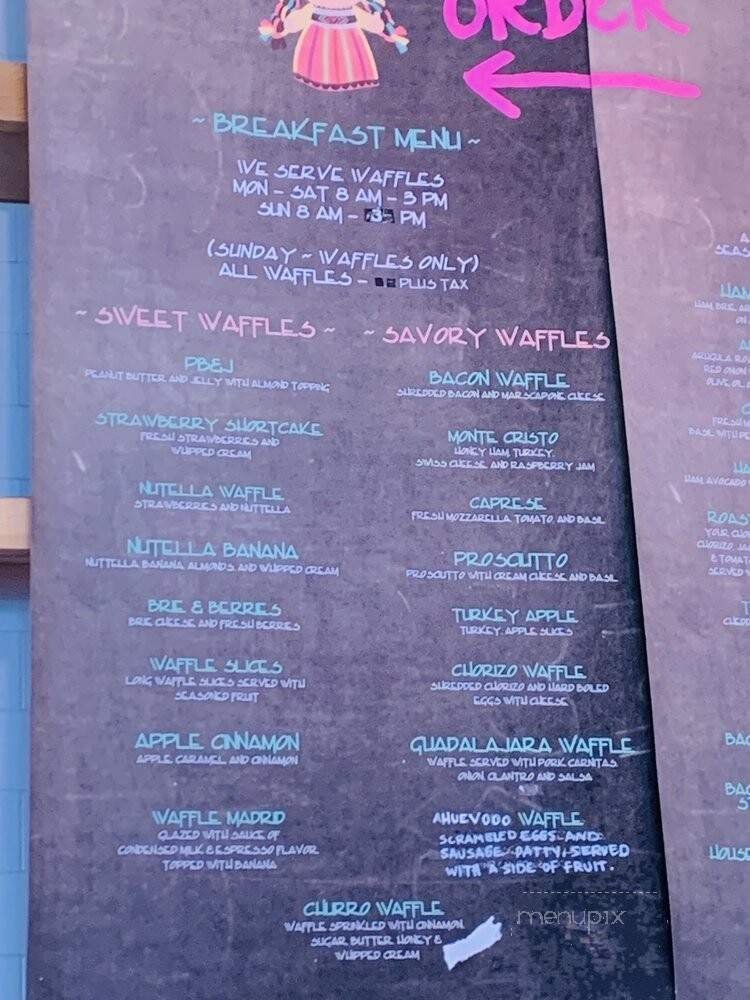 ORDER
~ BREAKFAST MENU ~
WE SERVE WAFFLES
MON - SAT 8 AM - 3 PM
SUN 8 AM - 3 PM
(SUNDAY ~ WAFFLES ONLY)
ALL WAFFLES - PLUS TAX
~ SWEET WAFFLES ~
PB&J
PEANUT BUTTER AND JELLY WITH ALMOND TOPPING
STRAWBERRY SHORTCAKE
FRESH STRAWBERRIES AND
WHIPPED CREAM
NUTELLA WAFFLE
STRAWBERRIES AND NUTTELLA
NUTELLA BANANA
NUTTELLA, BANANA, ALMONDS, AND WHIPPED CREAM
BRIE & BERRIES
BRIE CHEESE AND FRESH BERRIES
WAFFLE SLICES
LONG WAFFLE SLICES SERVED WITH
SEASONED FRUIT
APPLE CINNAMON
APPLE, CARAMEL AND CINNAMON
WAFFLE MADRID
GLAZED WITH SAUCE OF
CONDENSED MILK & ESPRESSO FLAVOR
TOPPED WITH BANANA
~ SAVORY WAFFLES
BACON WAFFLE
SHREDDED BACON AND MARSCAPONE CHEESE
MONTE CRISTO
HONEY HAM, TURKEY,
SWISS CHEESE AND RASPBERRY JAM
CAPRESE
FRESH MOZZARELLA, TOMATO, AND BASIL
PROSCIUTTO
PROSCIUTTO WITH CREAM CHEESE AND BASIL
TURKEY APPLE
TURKEY, APPLE SLICES
CHORIZO WAFFLE
SHREDDED CHORIZO AND HARD BOILED
EGGS WITH CHEESE
GUADALAJARA WAFFLE
WAFFLE SERVED WITH PORK CARNITAS,
ONION, CILANTRO AND SALSA
AHUEVODO WAFFLE
SCRAMBLED EGGS AND
SAUSAGE PATTY, SERVED
WITH A SIDE OF FRUIT.
CHURRO WAFFLE
WAFFLE SPRINKLED WITH CINNAMON,
SUGAR, BUTTER, HONEY &
WHIPPED CREAM
menupix